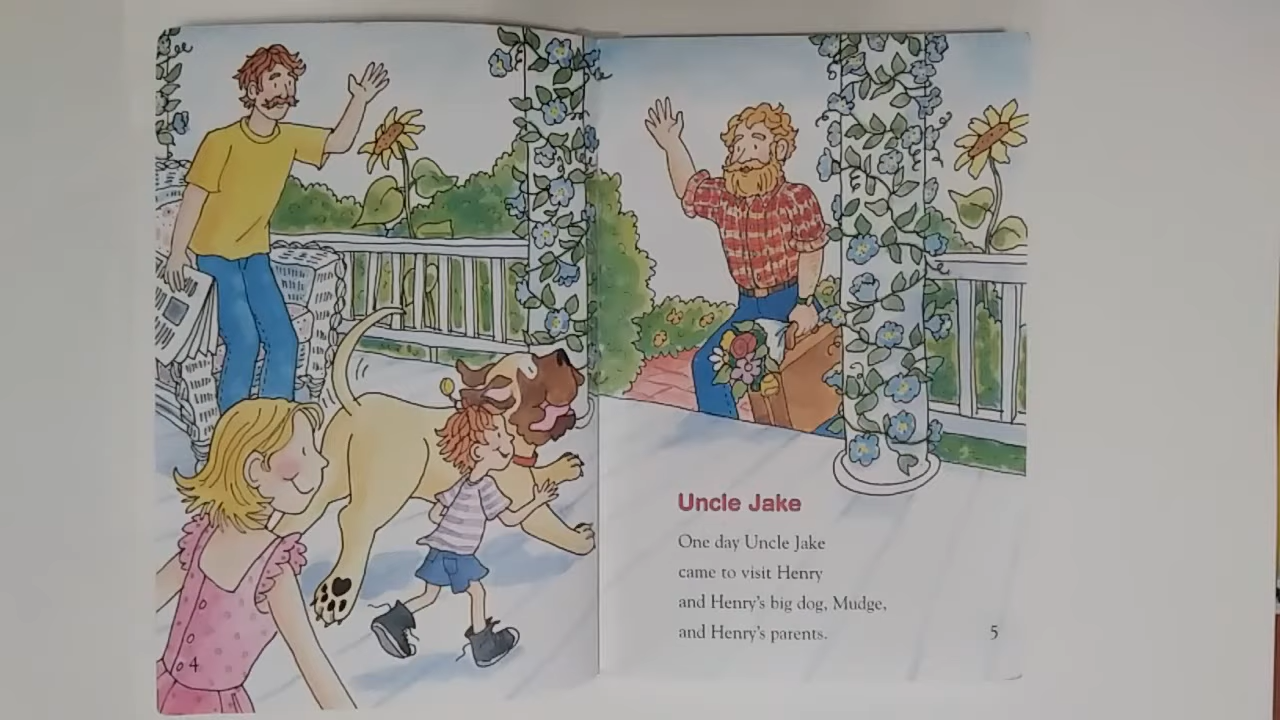 4
Uncle Jake
One day Uncle Jake
came to visit Henry
and Henry's big dog, Mudge,
and Henry's parents.
5